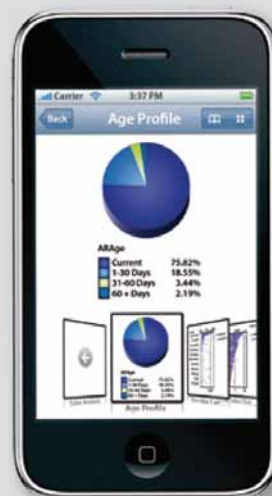 Carrier 3:37 PM
Back Age Profile
ARAge
Current 75.82%
1-30 Days 18.55%
31-60 Days 3.44%
60 + Days 2.19%
Age Profile